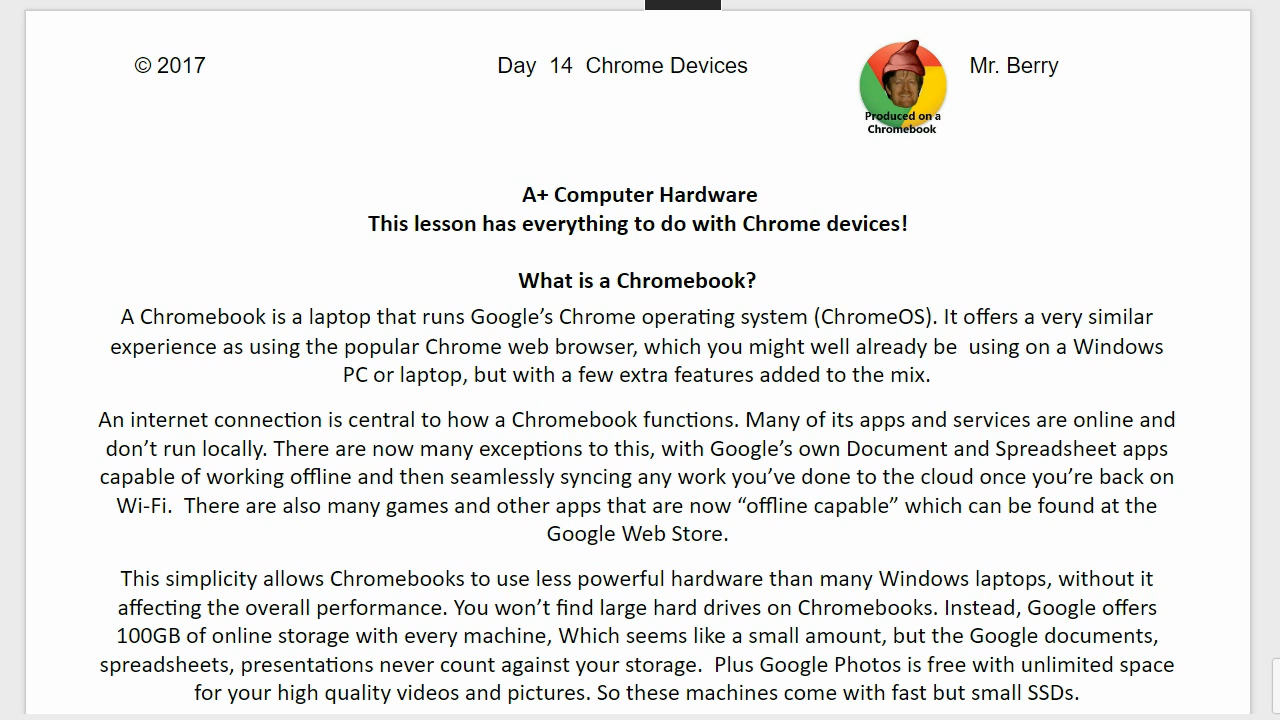 © 2017 Day 14 Chrome Devices Mr. Berry
Produced on a
Chromebook
A+ Computer Hardware
This lesson has everything to do with Chrome devices!
What is a Chromebook?
A Chromebook is a laptop that runs Google’s Chrome operating system (ChromeOS). It offers a very similar
experience as using the popular Chrome web browser, which you might well already be using on a Windows
PC or laptop, but with a few extra features added to the mix.
An internet connection is central to how a Chromebook functions. Many of its apps and services are online and
don’t run locally. There are now many exceptions to this, with Google’s own Document and Spreadsheet apps
capable of working offline and then seamlessly syncing any work you’ve done to the cloud once you’re back on
Wi-Fi. There are also many games and other apps that are now “offline capable” which can be found at the
Google Web Store.
This simplicity allows Chromebooks to use less powerful hardware than many Windows laptops, without it
affecting the overall performance. You won’t find large hard drives on Chromebooks. Instead, Google offers
100GB of online storage with every machine, Which seems like a small amount, but the Google documents,
spreadsheets, presentations never count against your storage. Plus Google Photos is free with unlimited space
for your high quality videos and pictures. So these machines come with fast but small SSDs.